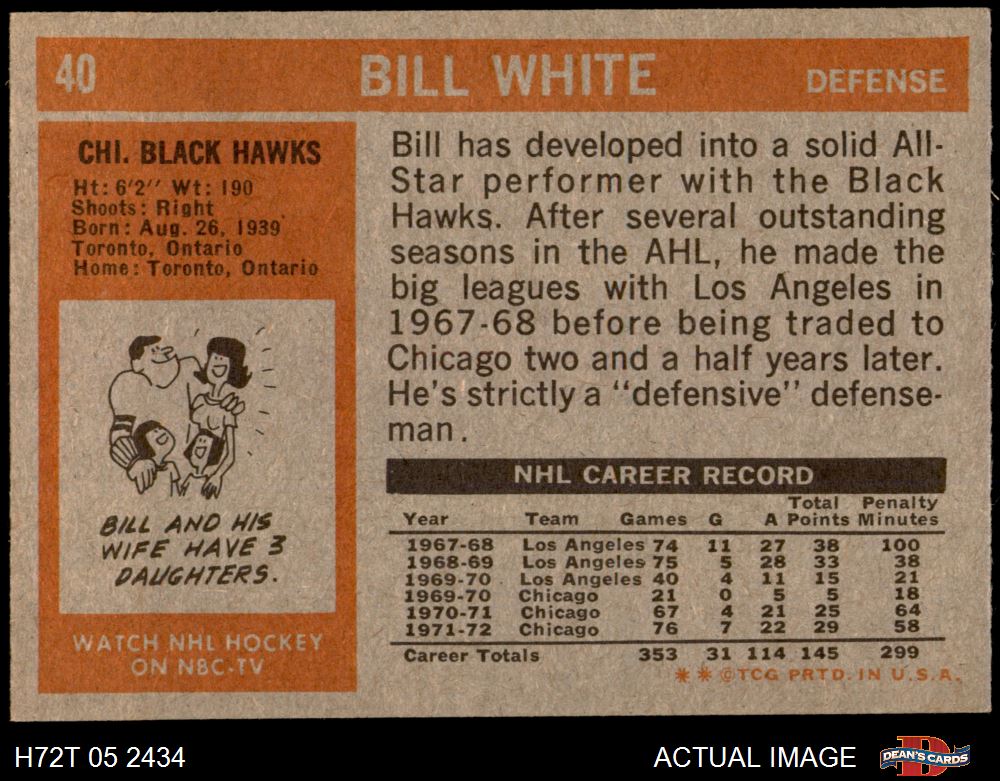 40 BILL WHITE DEFENSE
CHI. BLACK HAWKS
Ht: 6'2" Wt: 190
Shoots: Right
Born: Aug. 26, 1939
Toronto, Ontario
Home: Toronto, Ontario
BILL AND HIS
WIFE HAVE 3
DAUGHTERS.
WATCH NHL HOCKEY
ON NBC-TV
Bill has developed into a solid All-
Star performer with the Black
Hawks. After several outstanding
seasons in the AHL, he made the
big leagues with Los Angeles in
1967-68 before being traded to
Chicago two and a half years later.
He's strictly a "defensive" defense-
man.
NHL CAREER RECORD
Total Penalty
Year Team Games G A Points Minutes
1967-68 Los Angeles 74 11 27 38 100
1968-69 Los Angeles 75 5 28 33 38
1969-70 Los Angeles 40 4 11 15 21
1969-70 Chicago 21 0 5 5 18
1970-71 Chicago 67 4 21 25 64
1971-72 Chicago 76 7 22 29 58
Career Totals 353 31 114 145 299
* * ©TCG PRTD. IN U.S.A.
H72T 05 2434 ACTUAL IMAGE DEAN'S CARDS